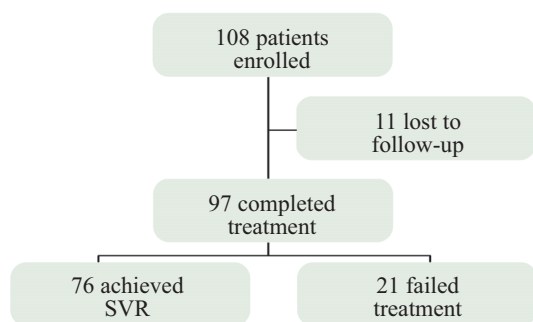 108 patients
enrolled
11 lost to
follow-up
97 completed
treatment
76 achieved
SVR
21 failed
treatment